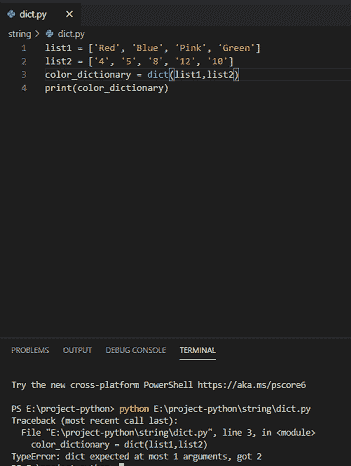 dict.py
string > dict.py
1 list1 = ['Red', 'Blue', 'Pink', 'Green']
2 list2 = ['4', '5', '8', '12', '10']
3 color_dictionary = dict(list1,list2)
4 print(color_dictionary)
PROBLEMS OUTPUT DEBUG CONSOLE TERMINAL
Try the new cross-platform PowerShell https://aka.ms/pscore6
PS E:\project-python> python E:\project-python\string\dict.py
Traceback (most recent call last):
File "E:\project-python\string\dict.py", line 3, in <module>
color_dictionary = dict(list1,list2)
TypeError: dict expected at most 1 arguments, got 2